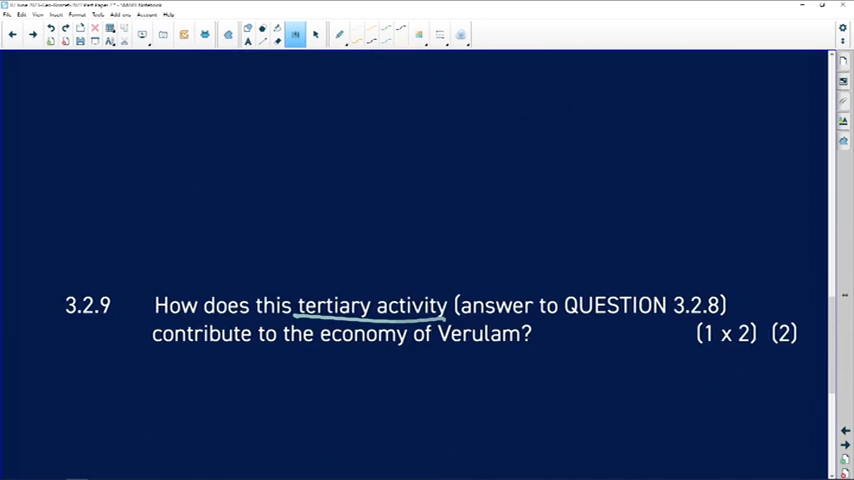 File Edit View Insert Format Tools Add ons Account Help
3.2.9 How does this tertiary activity (answer to QUESTION 3.2.8)
contribute to the economy of Verulam? (1 x 2) (2)